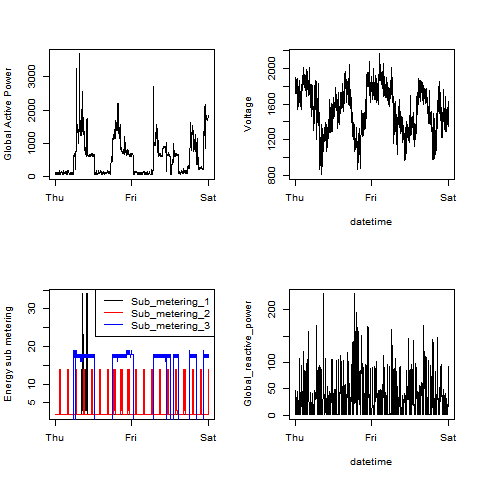 Global Active Power
0 1000 2000 3000
Thu Fri Sat
Voltage
800 1200 1600 2000
Thu Fri Sat
datetime
Energy sub metering
5 10 20 30
Sub_metering_1
Sub_metering_2
Sub_metering_3
Thu Fri Sat
Global_reactive_power
0 50 100 200
Thu Fri Sat
datetime